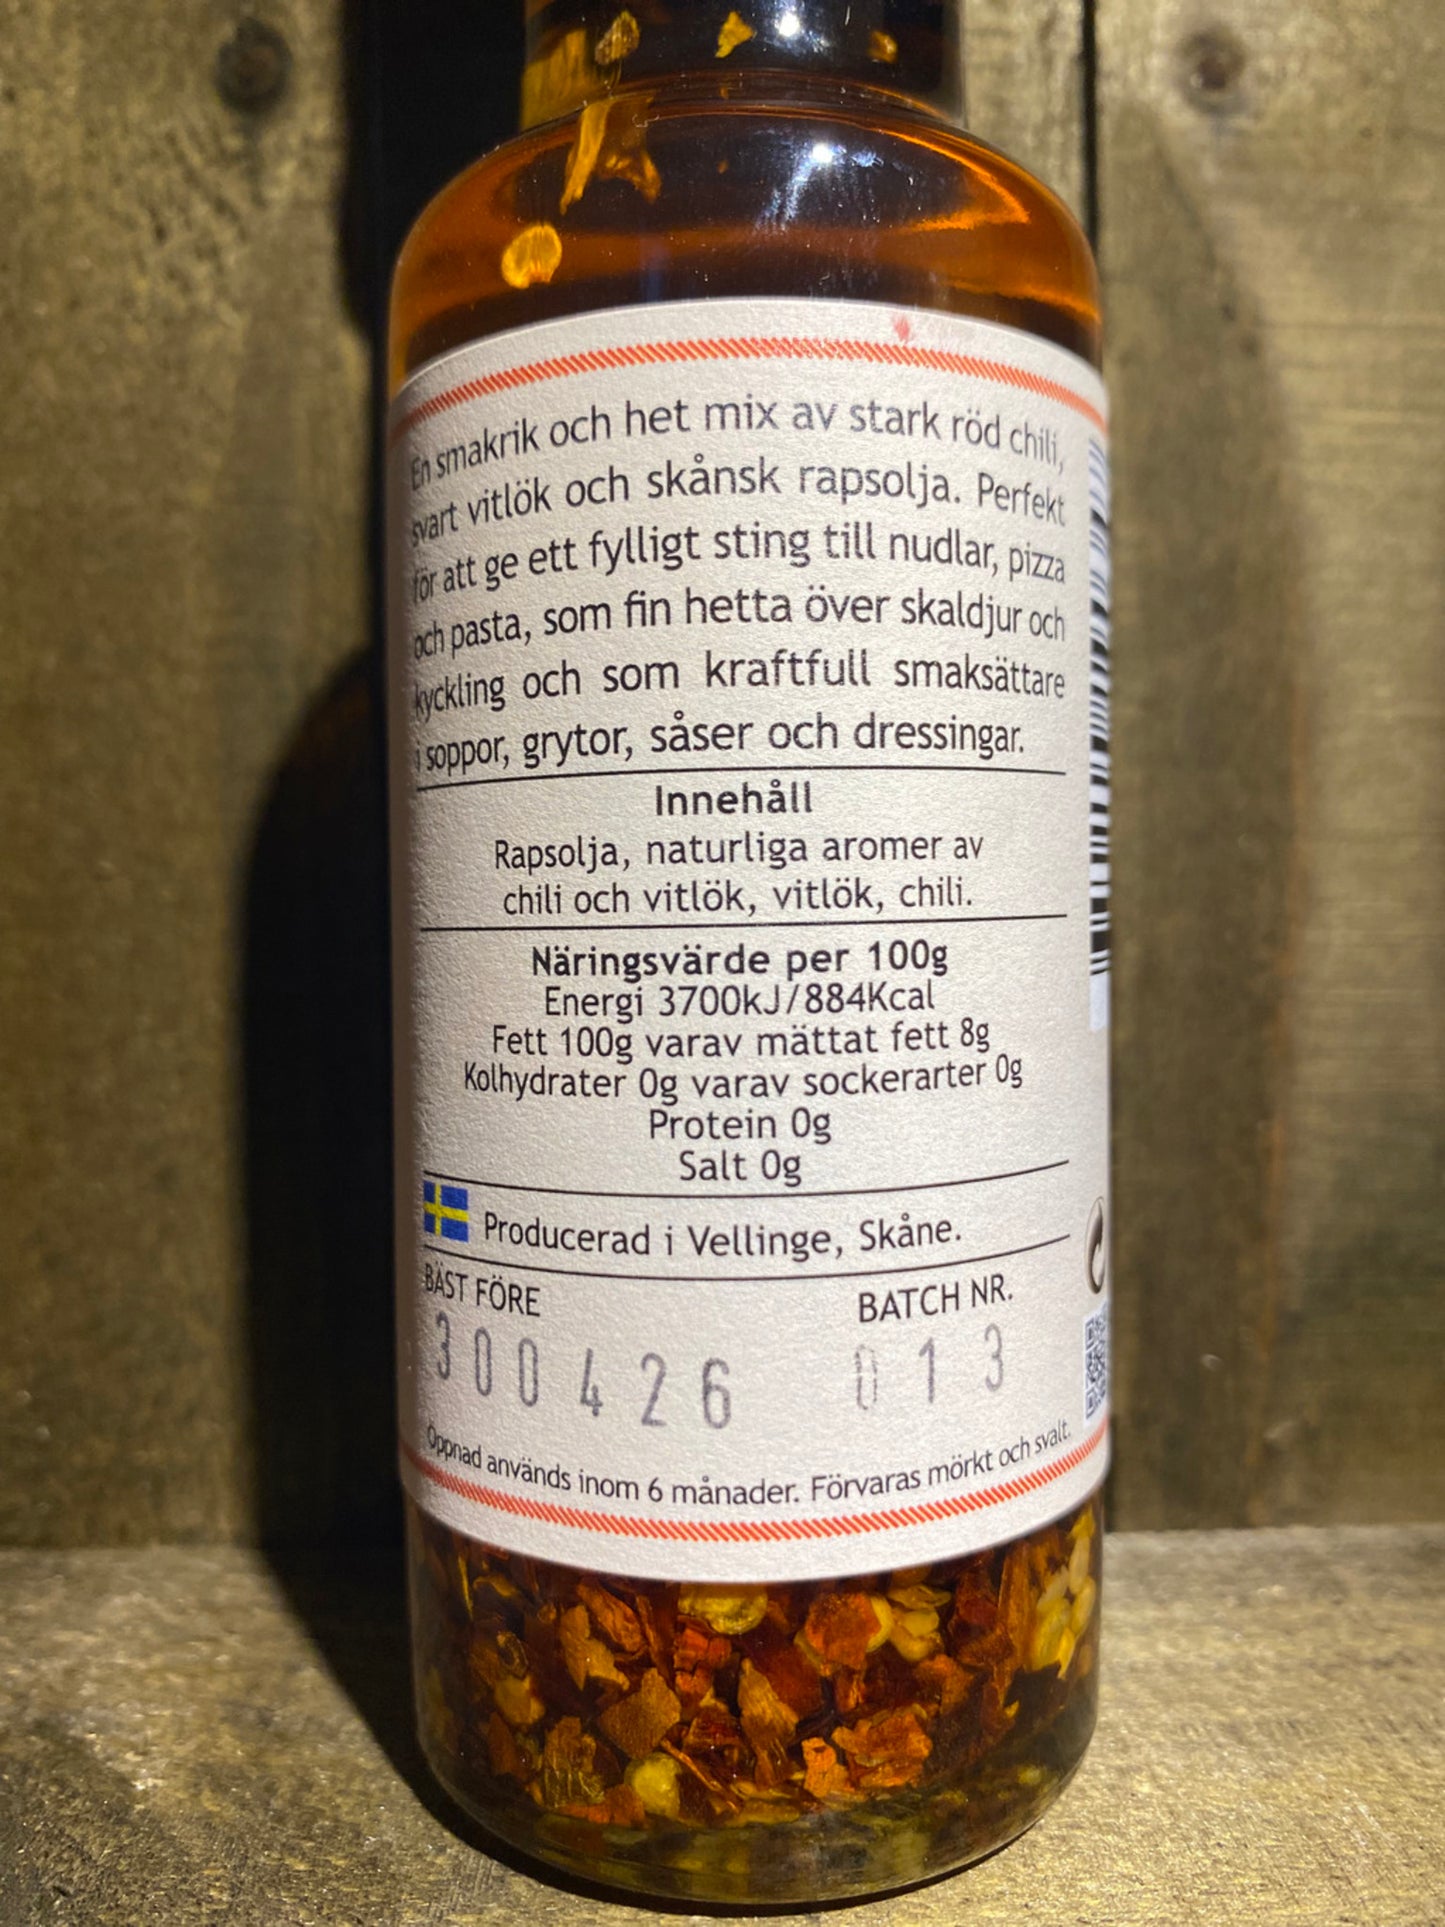 En smakrik och het mix av stark röd chili,
svart vitlök och skånsk rapsolja. Perfekt
för att ge ett fylligt sting till nudlar, pizza
och pasta, som fin hetta över skaldjur och
kyckling och som kraftfull smaksättare
i soppor, grytor, såser och dressingar.
Innehåll
Rapsolja, naturliga aromer av
chili och vitlök, vitlök, chili.
Näringsvärde per 100g
Energi 3700kJ/884Kcal
Fett 100g varav mättat fett 8g
Kolhydrater 0g varav sockerarter 0g
Protein 0g
Salt 0g
Producerad i Vellinge, Skåne.
BÄST FÖRE BATCH NR.
300426 013
Öppnad används inom 6 månader. Förvaras mörkt och svalt.